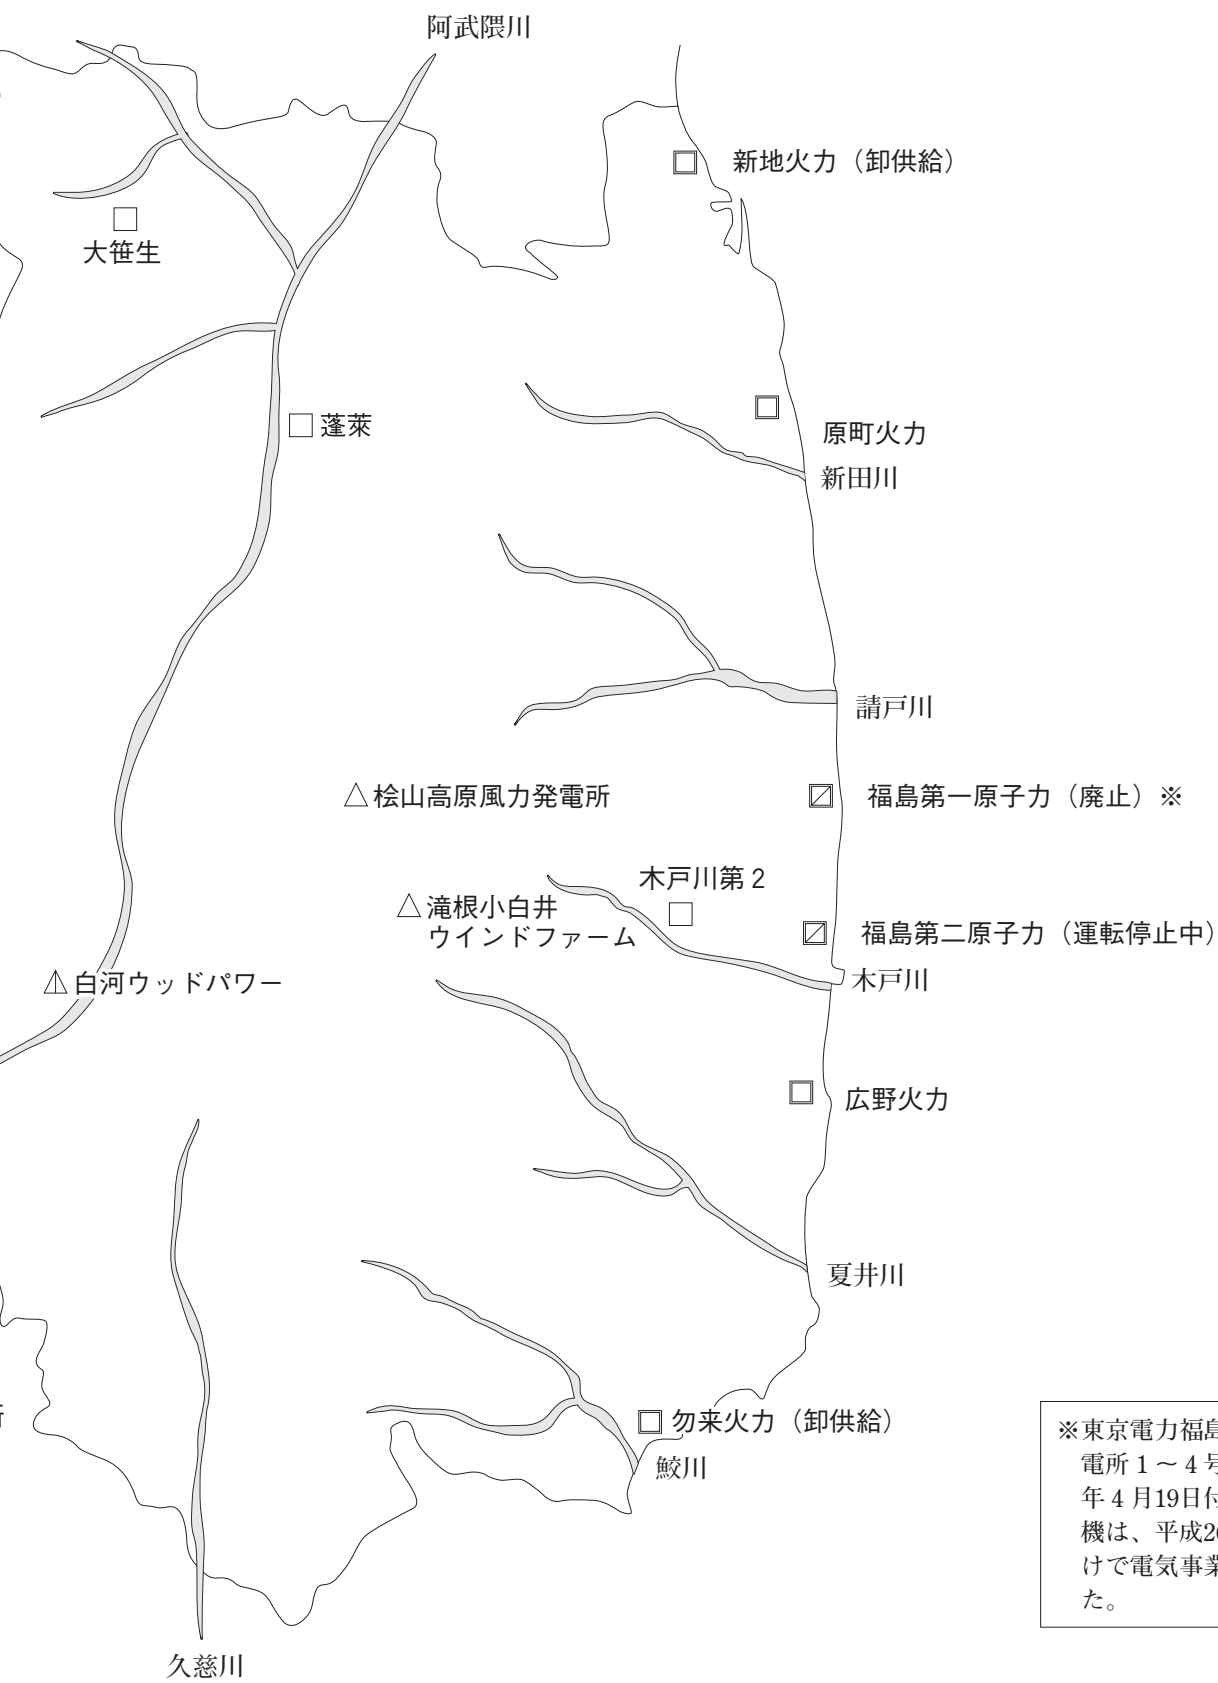 阿武隈川
新地火力（卸供給）
大笹生
蓬萊
原町火力
新田川
請戸川
桧山高原風力発電所
福島第一原子力（廃止）※
木戸川第２
滝根小白井
ウインドファーム
福島第二原子力（運転停止中）
白河ウッドパワー
木戸川
広野火力
夏井川
勿来火力（卸供給）
鮫川
久慈川
※東京電力福島
電所１～４号
年４月19日付
機は、平成2
けで電気事業
た。